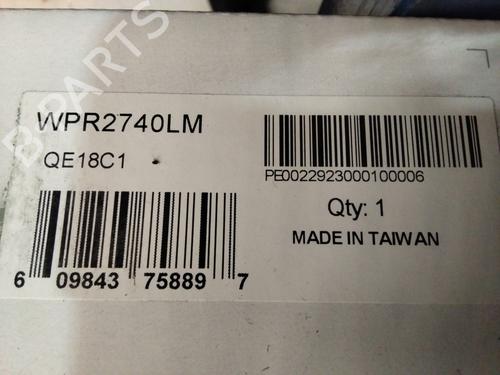 B-PARTS
WPR2740LM
QE18C1
PE0022923000100006
Qty: 1
MADE IN TAIWAN
6 09843 75889 7